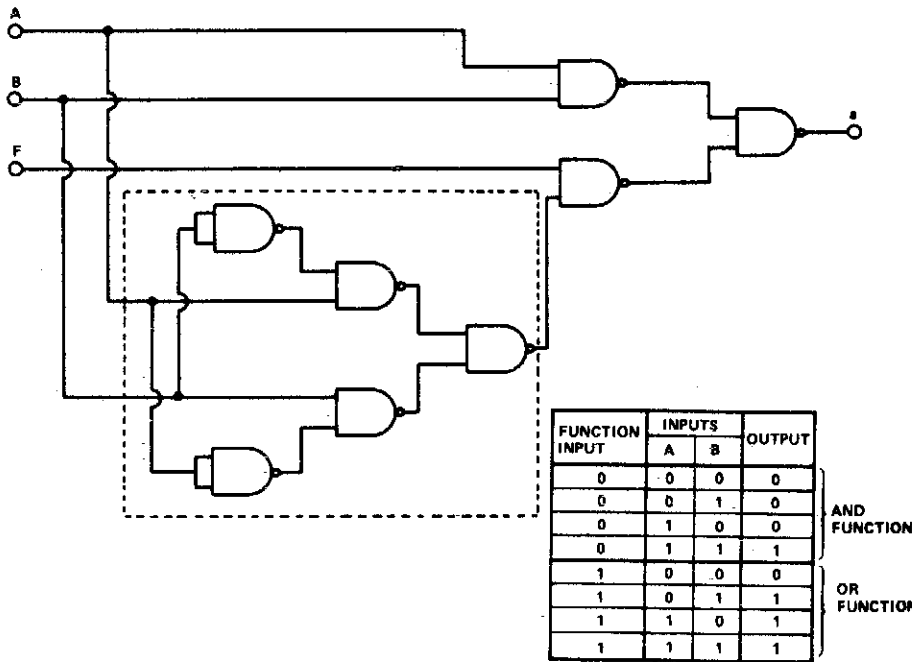 A
B
F
a
FUNCTION INPUT INPUTS OUTPUT
A B
0 0 0 0
0 0 1 0
0 1 0 0
0 1 1 1
AND FUNCTION
1 0 0 0
1 0 1 1
1 1 0 1
1 1 1 1
OR FUNCTION